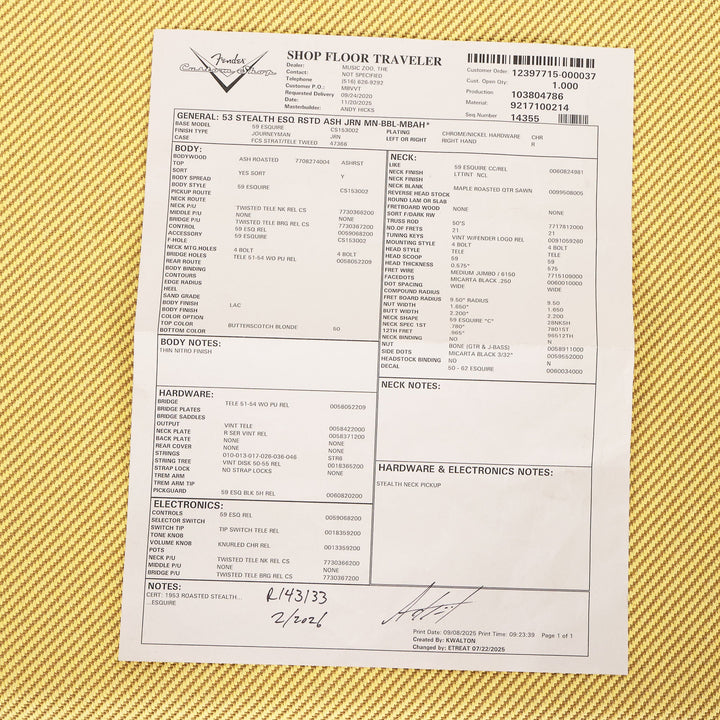 Fender
Custom Shop
SHOP FLOOR TRAVELER
Dealer: MUSIC ZOO, THE
Contact: NOT SPECIFIED
Telephone (516) 626-9292
Customer P.O.: MBVVT
Requarated Delivery 09/24/2020
Date: 11/20/2025
Masterbuilder: ANDY HICKS
Customer Order 12397715-000037
Cust. Open Qty: 1.000
Production 103804786
Material: 9217100214
Seq Number 14355
GENERAL: 53 STEALTH ESQ RSTD ASH JRN MN-BBL-MBAH*
BASE MODEL 59 ESQUIRE CS153002 PLATING CHROME/NICKEL HARDWARE CHR
FINISH TYPE JOURNEYMAN JRN LEFT OR RIGHT RIGHT HAND R
CASE FCS STRAT/TELE TWEED 47366
BODY:
BODYWOOD ASH ROASTED 7708274004 ASHRST
TOP
SORT YES SORT Y
BODY SPREAD
BODY STYLE 59 ESQUIRE CS153002
PICKUP ROUTE
NECK ROUTE
NECK P/U TWISTED TELE NK REL CS 7730366200
MIDDLE P/U NONE NONE
BRIDGE P/U TWISTED TELE BRG REL CS 7730367200
CONTROL 59 ESQ REL 0059068200
ACCESSORY 59 ESQUIRE CS153002
F-HOLE
NECK MTG.HOLES 4 BOLT 4 BOLT
BRIDGE HOLES TELE 51-54 WO PU REL 0058052209
REAR ROUTE
BODY BINDING
CONTOURS
EDGE RADIUS
HEEL
SAND GRADE
BODY FINISH LAC
BODY FINISH
COLOR OPTION
TOP COLOR BUTTERSCOTCH BLONDE 50
BOTTOM COLOR
BODY NOTES:
THIN NITRO FINISH
HARDWARE:
BRIDGE TELE 51-54 WO PU REL 0058052209
BRIDGE PLATES
BRIDGE SADDLES
OUTPUT VINT TELE 0058422000
NECK PLATE R SER VINT REL 0058371200
BACK PLATE NONE NONE
REAR COVER NONE NONE
STRINGS 010-013-017-026-036-046 STR6
STRING TREE VINT DISK 50-65 REL 0018365200
STRAP LOCK NO STRAP LOCKS NONE
TREM ARM
TREM ARM TIP
PICKGUARD 59 ESQ BLK 5H REL 0060820200
ELECTRONICS:
CONTROLS 59 ESQ REL 0059068200
SELECTOR SWITCH
SWITCH TIP TIP SWITCH TELE REL 0018359200
TONE KNOB
VOLUME KNOB KNURLED CHR REL 0013359200
POTS
NECK P/U TWISTED TELE NK REL CS 7730366200
MIDDLE P/U NONE NONE
BRIDGE P/U TWISTED TELE BRG REL CS 7730367200
NECK:
LIKE 59 ESQUIRE CC/REL 0060824981
NECK FINISH LTTINT NCL
NECK FINISH
NECK BLANK MAPLE ROASTED QTR SAWN 0099508005
REVERSE HEAD STOCK
ROUND LAM OR SLAB
FRETBOARD WOOD NONE NONE
SORT F/DARK RW
TRUSS ROD 50'S 7717812000
NO.OF FRETS 21 21
TUNING KEYS VINT W/FENDER LOGO REL 0091059260
MOUNTING STYLE 4 BOLT 4 BOLT
HEAD STYLE TELE TELE
HEAD SCOOP 59 59
HEAD THICKNESS 0.575" 575
FRET WIRE MEDIUM JUMBO / 6150 7715109000
FACEDOTS MICARTA BLACK .250 0060010000
DOT SPACING WIDE WIDE
COMPOUND RADIUS
FRET BOARD RADIUS 9.50" RADIUS 9.50
NUT WIDTH 1.650" 1.650
BUTT WIDTH 2.200" 2.200
NECK SHAPE 59 ESQUIRE "C" 28NKSH
NECK SPEC 1ST .780" 78015T
12TH FRET .965" 96512TH
NECK BINDING NO N
NUT BONE (GTR & J-BASS) 0058911000
SIDE DOTS MICARTA BLACK 3/32" 0059552000
HEADSTOCK BINDING NO N
DECAL 50 - 62 ESQUIRE 0060034000
NECK NOTES:
HARDWARE & ELECTRONICS NOTES:
STEALTH NECK PICKUP
NOTES:
CERT: 1953 ROASTED STEALTH...
...ESQUIRE
R143133
2/2026
Print Date: 09/08/2025 Print Time: 09:23:39 Page 1 of 1
Created By: KWALTON
Changed by: ETREAT 07/22/2025